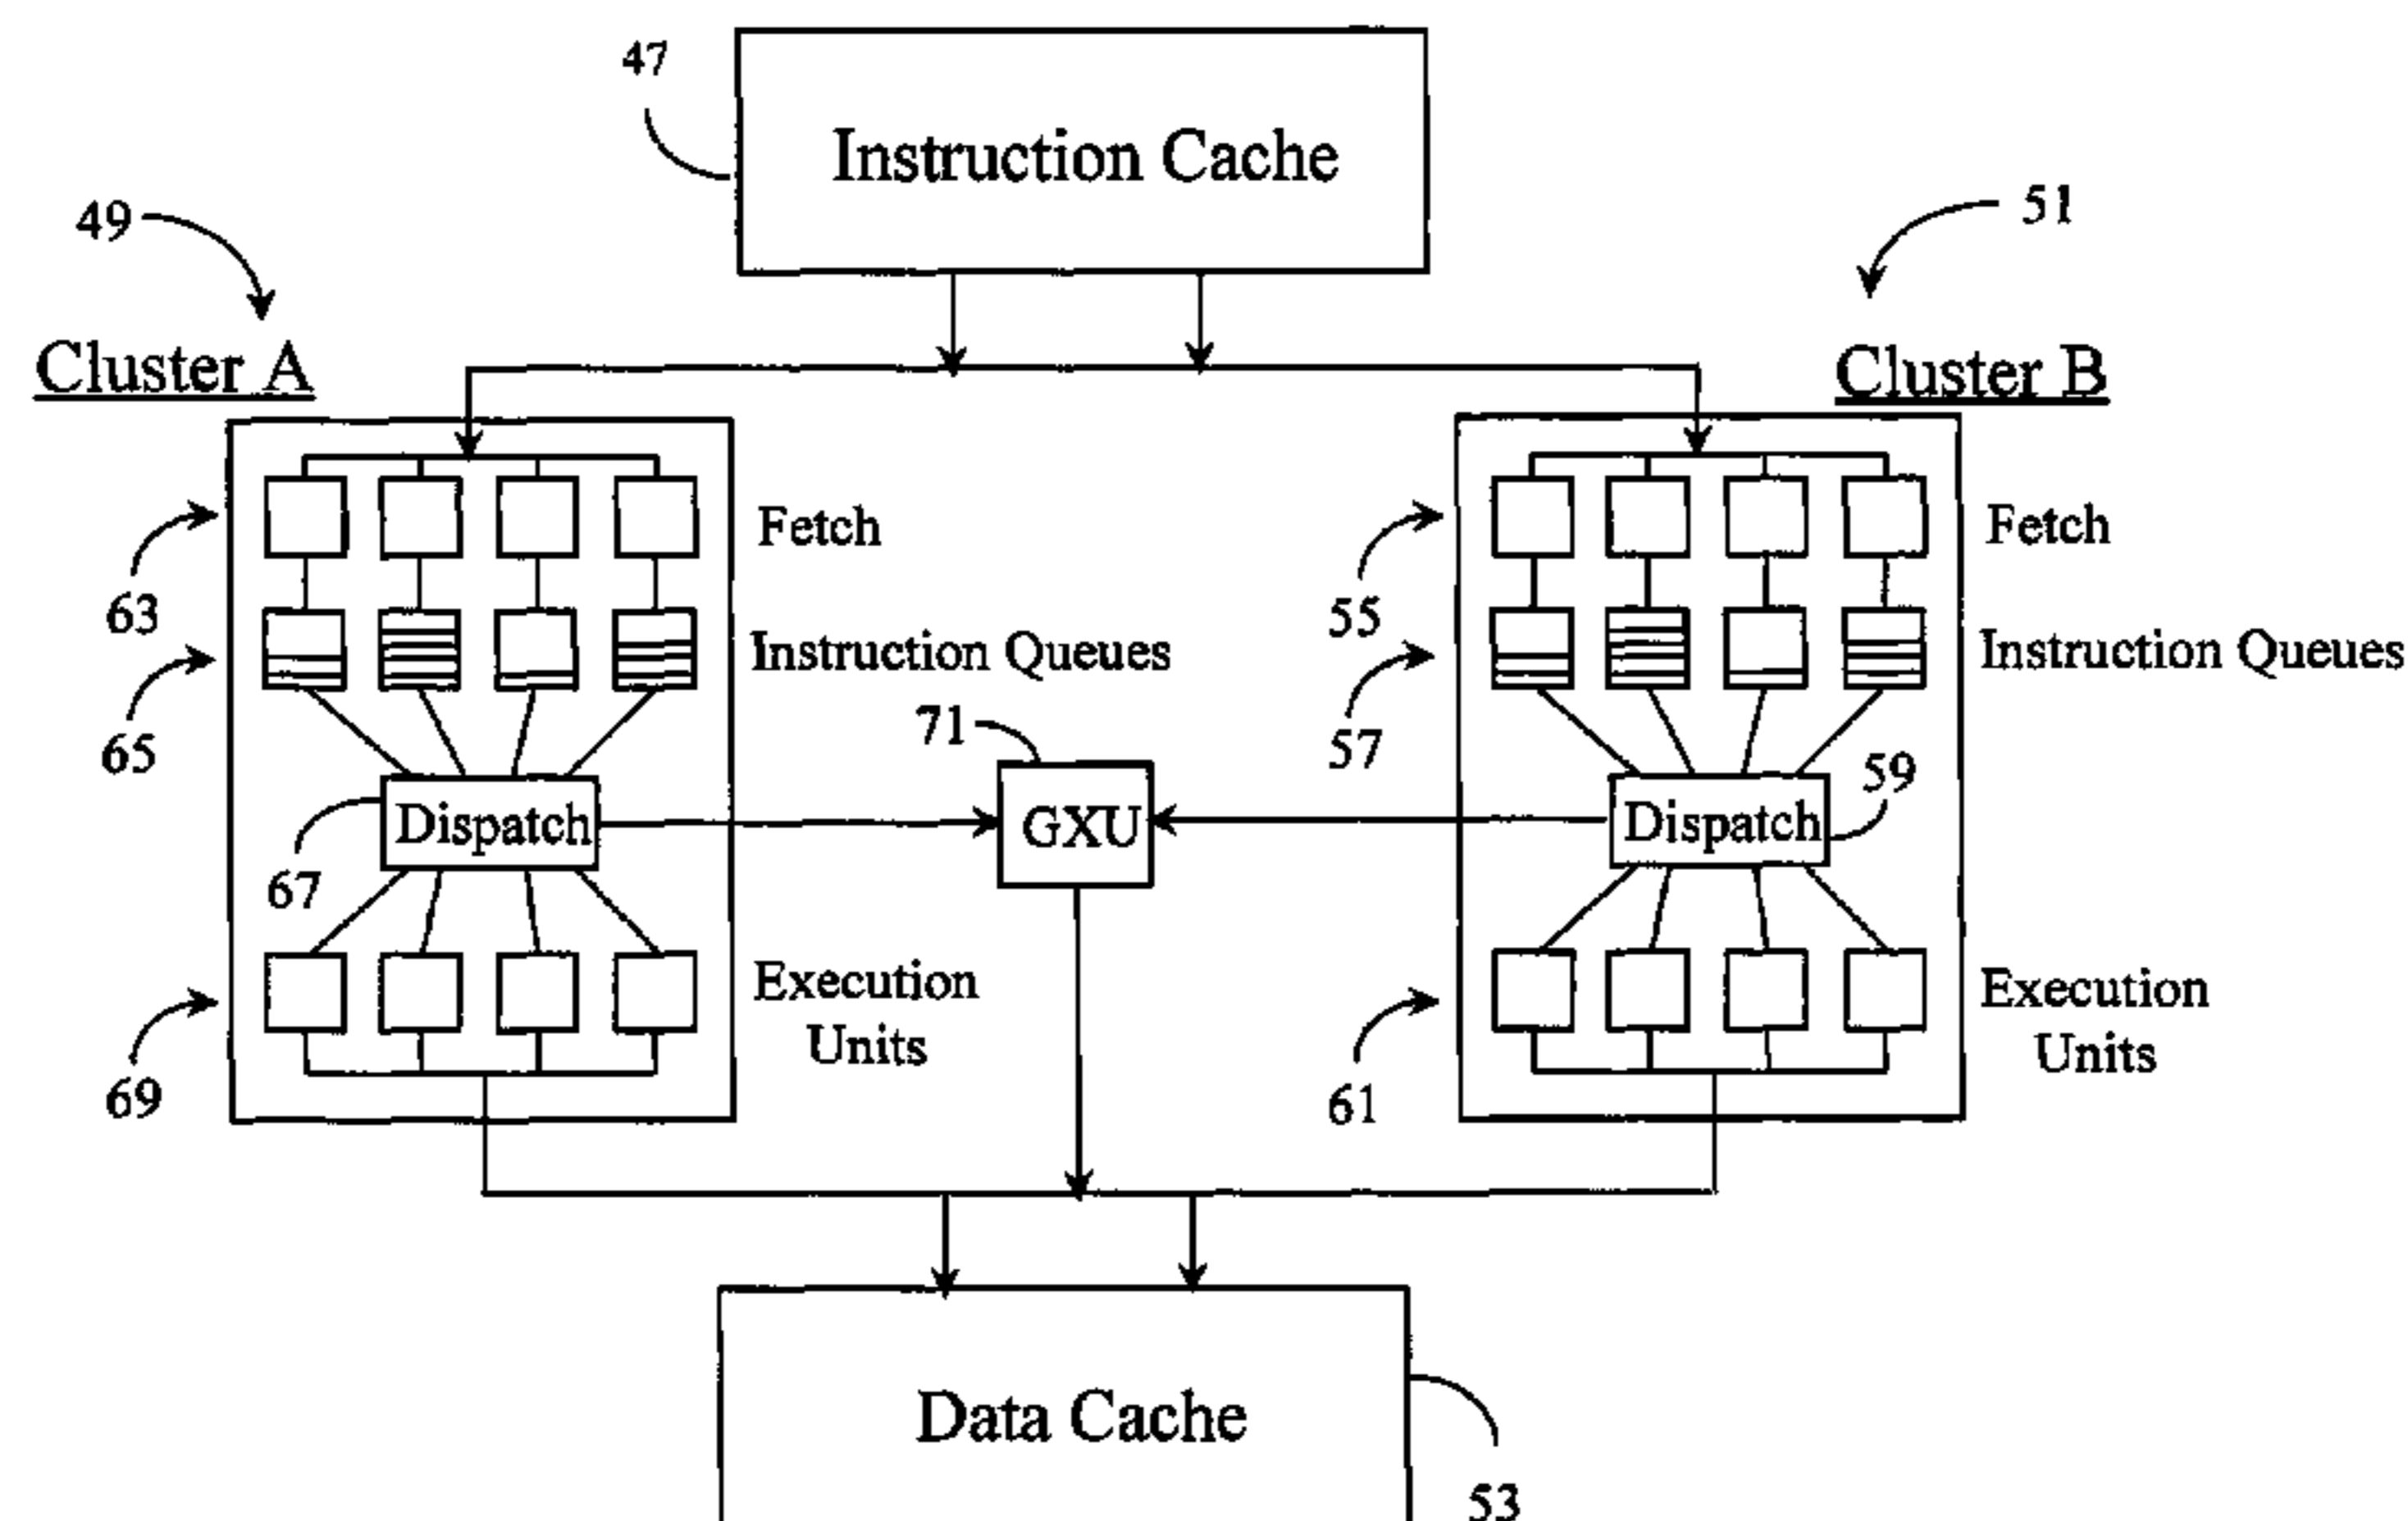 47
Instruction Cache
49
51
Cluster A
Cluster B
Fetch
Fetch
63
55
Instruction Queues
Instruction Queues
65
57
71
59
Dispatch
GXU
Dispatch
67
Execution
Units
Execution
Units
69
61
Data Cache
53